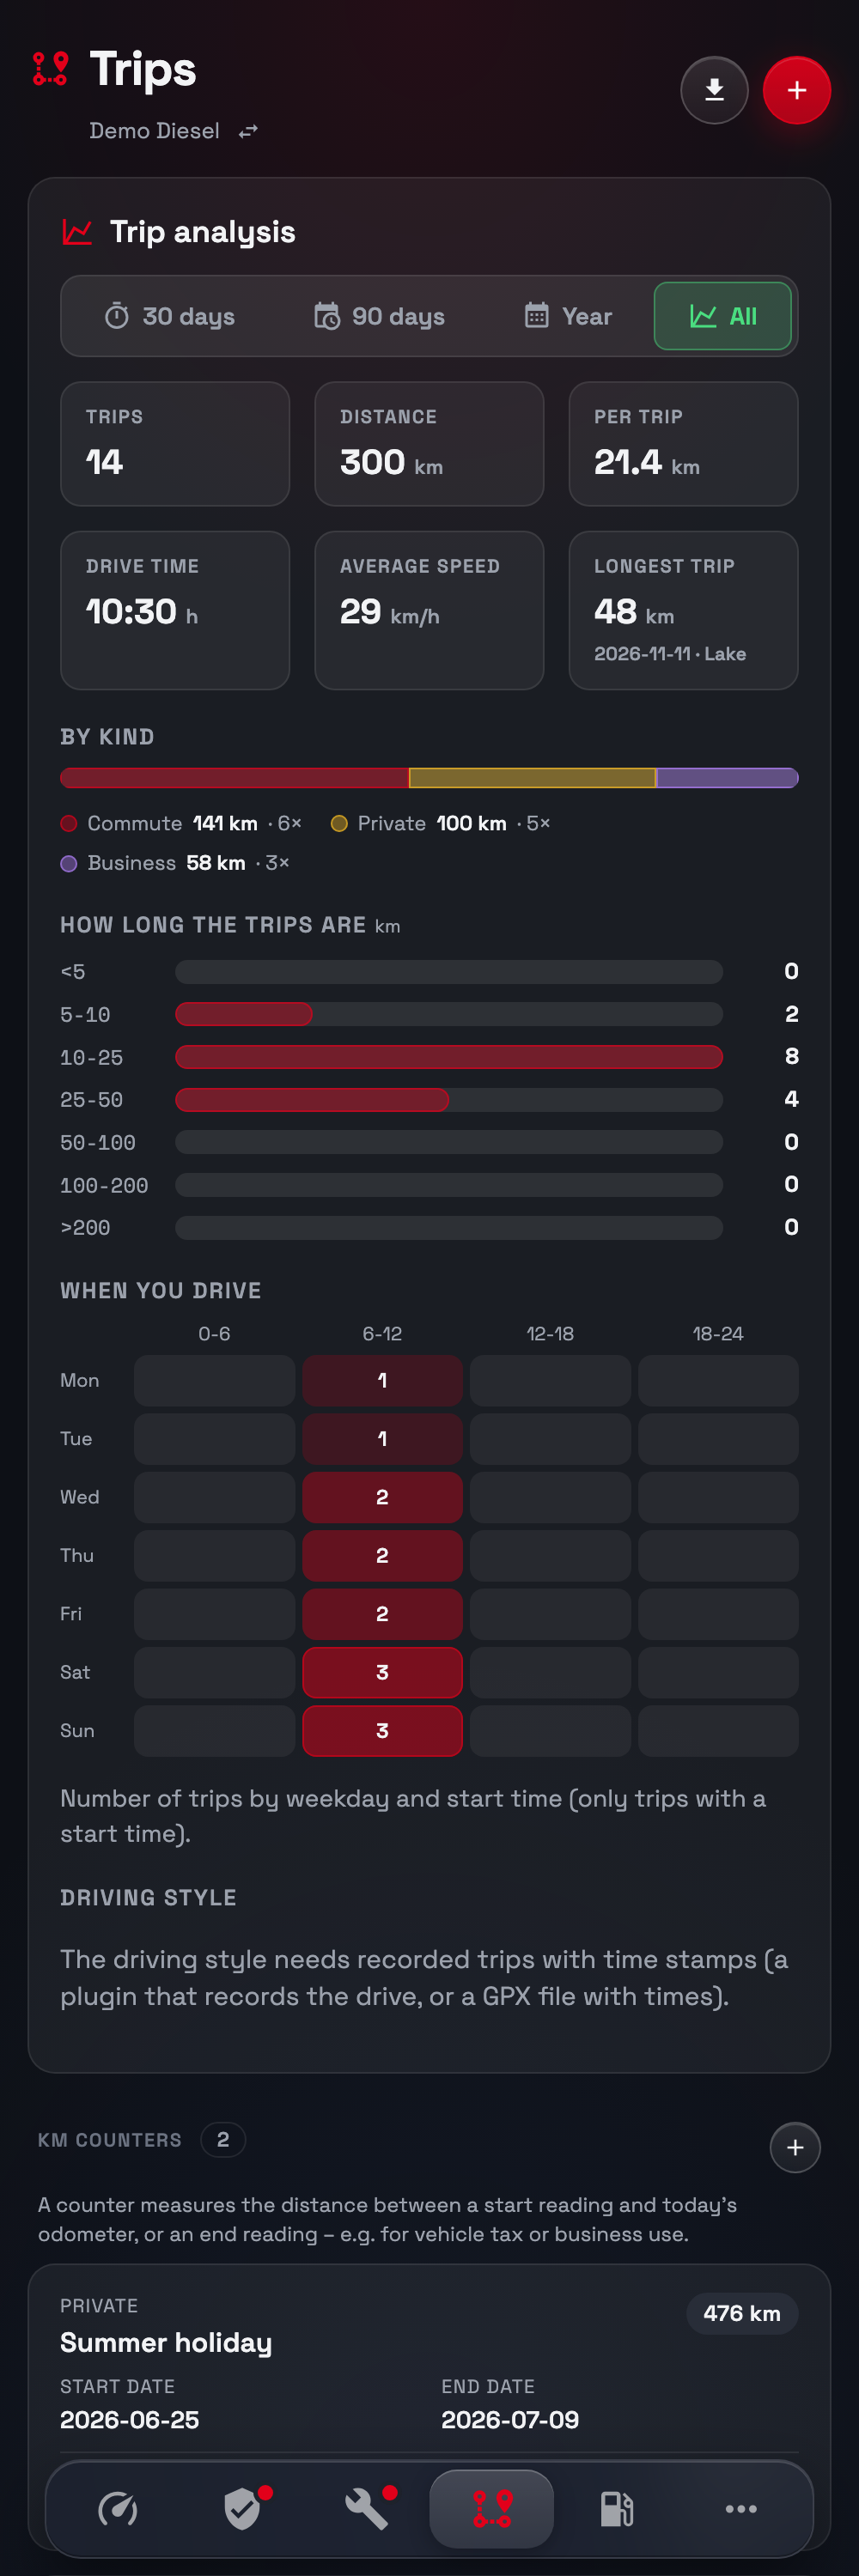 Trips
Demo Diesel
Trip analysis
30 days 90 days Year All
TRIPS DISTANCE PER TRIP
14 300 km 21.4 km
DRIVE TIME AVERAGE SPEED LONGEST TRIP
10:30 h 29 km/h 48 km
2026-11-11 · Lake
BY KIND
Commute 141 km · 6× Private 100 km · 5×
Business 58 km · 3×
HOW LONG THE TRIPS ARE km
<5 0
5-10 2
10-25 8
25-50 4
50-100 0
100-200 0
>200 0
WHEN YOU DRIVE
0-6 6-12 12-18 18-24
Mon 1
Tue 1
Wed 2
Thu 2
Fri 2
Sat 3
Sun 3
Number of trips by weekday and start time (only trips with a
start time).
DRIVING STYLE
The driving style needs recorded trips with time stamps (a
plugin that records the drive, or a GPX file with times).
KM COUNTERS 2
A counter measures the distance between a start reading and today's
odometer, or an end reading – e.g. for vehicle tax or business use.
PRIVATE 476 km
Summer holiday
START DATE END DATE
2026-06-25 2026-07-09